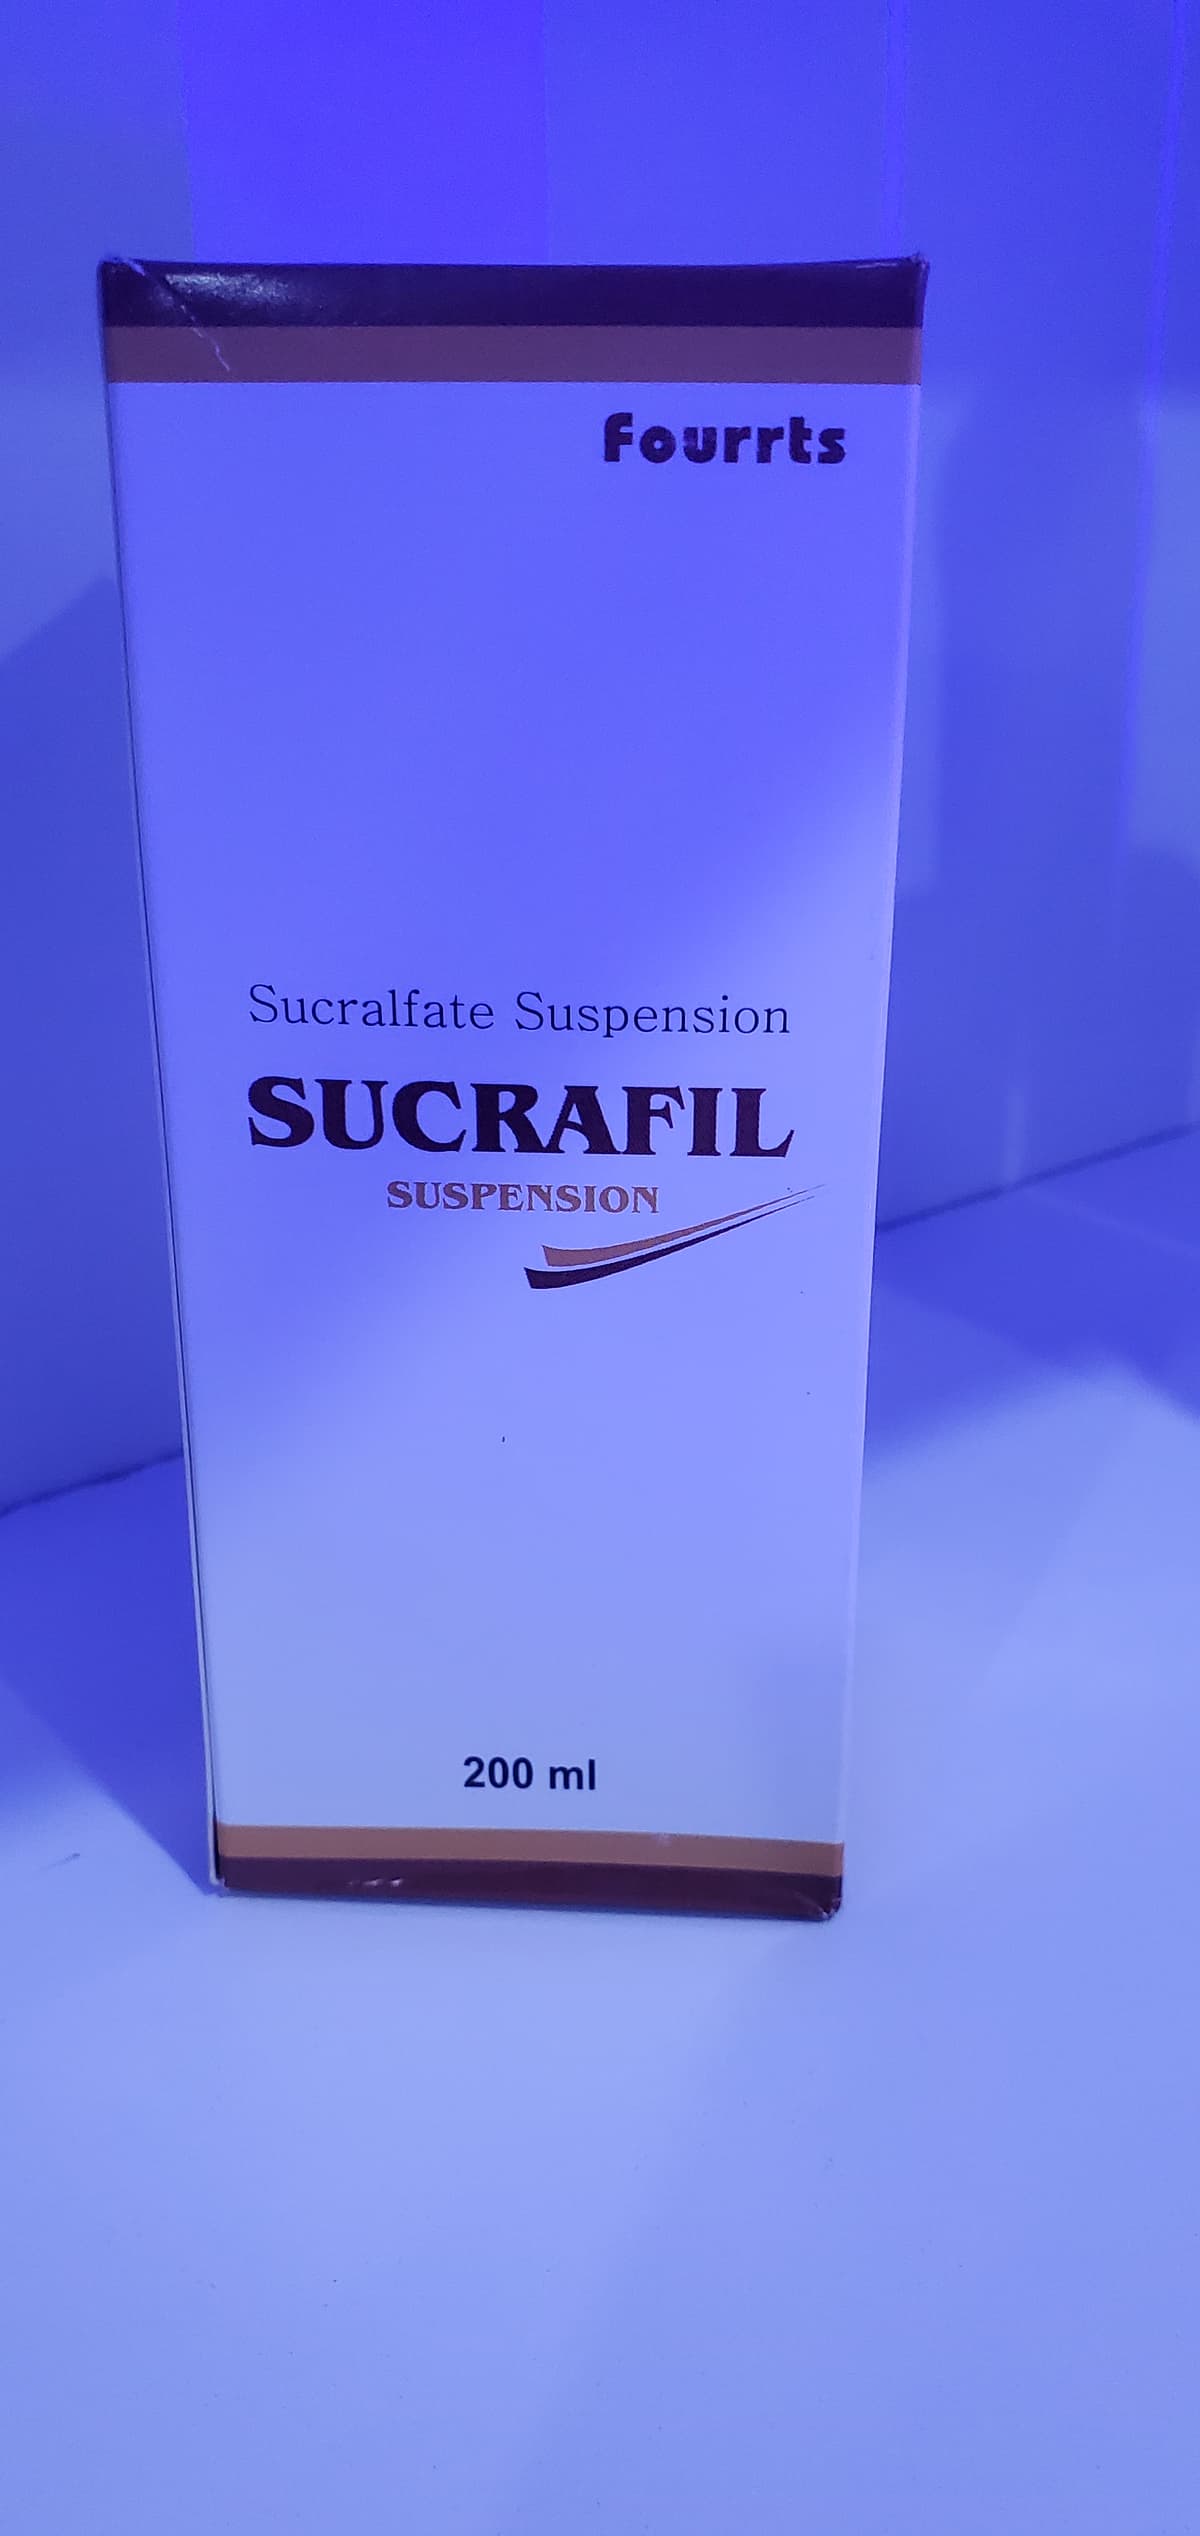 Fourrts
Sucralfate Suspension
SUCRAFIL
SUSPENSION
200 ml